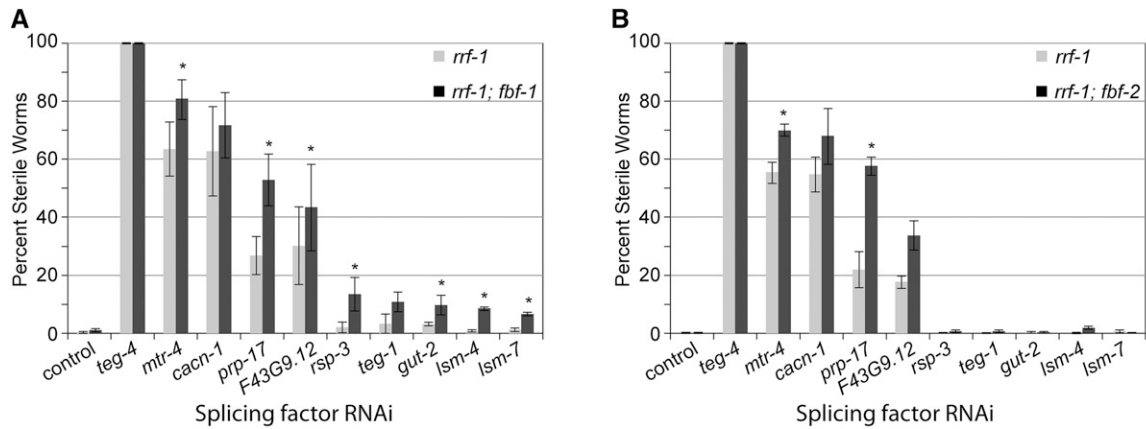 A
100
80
60
40
20
0
Percent Sterile Worms
rrf-1
rrf-1; fbf-1
* * * * * * *
control teg-4 mtr-4 cacn-1 prp-17 F43G9.12 rsp-3 teg-1 gut-2 lsm-4 lsm-7
Splicing factor RNAi
B
100
80
60
40
20
0
Percent Sterile Worms
rrf-1
rrf-1; fbf-2
* *
control teg-4 mtr-4 cacn-1 prp-17 F43G9.12 rsp-3 teg-1 gut-2 lsm-4 lsm-7
Splicing factor RNAi